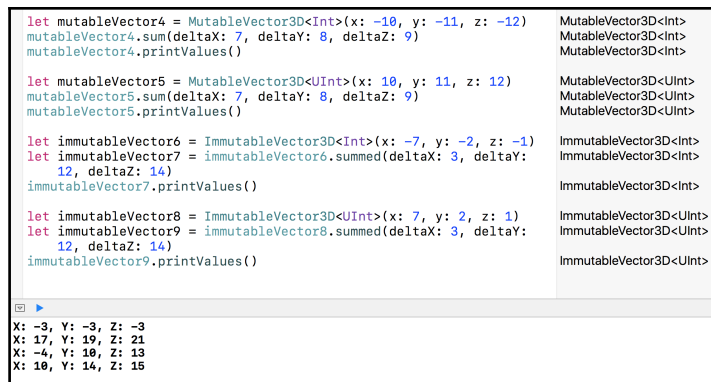 let mutableVector4 = MutableVector3D<Int>(x: -10, y: -11, z: -12) MutableVector3D<Int>
mutableVector4.sum(deltaX: 7, deltaY: 8, deltaZ: 9) MutableVector3D<Int>
mutableVector4.printValues() MutableVector3D<Int>
let mutableVector5 = MutableVector3D<UInt>(x: 10, y: 11, z: 12) MutableVector3D<UInt>
mutableVector5.sum(deltaX: 7, deltaY: 8, deltaZ: 9) MutableVector3D<UInt>
mutableVector5.printValues() MutableVector3D<UInt>
let immutableVector6 = ImmutableVector3D<Int>(x: -7, y: -2, z: -1) ImmutableVector3D<Int>
let immutableVector7 = immutableVector6.summed(deltaX: 3, deltaY: ImmutableVector3D<Int>
12, deltaZ: 14)
immutableVector7.printValues() ImmutableVector3D<Int>
let immutableVector8 = ImmutableVector3D<UInt>(x: 7, y: 2, z: 1) ImmutableVector3D<UInt>
let immutableVector9 = immutableVector8.summed(deltaX: 3, deltaY: ImmutableVector3D<UInt>
12, deltaZ: 14)
immutableVector9.printValues() ImmutableVector3D<UInt>
X: -3, Y: -3, Z: -3
X: 17, Y: 19, Z: 21
X: -4, Y: 10, Z: 13
X: 10, Y: 14, Z: 15